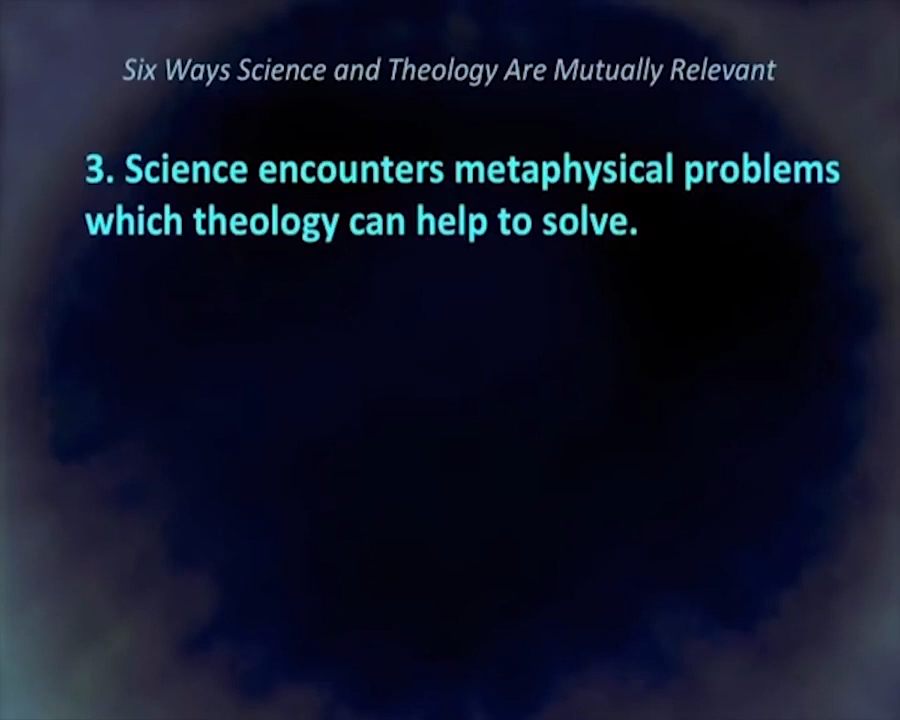 Six Ways Science and Theology Are Mutually Relevant
3. Science encounters metaphysical problems
which theology can help to solve.